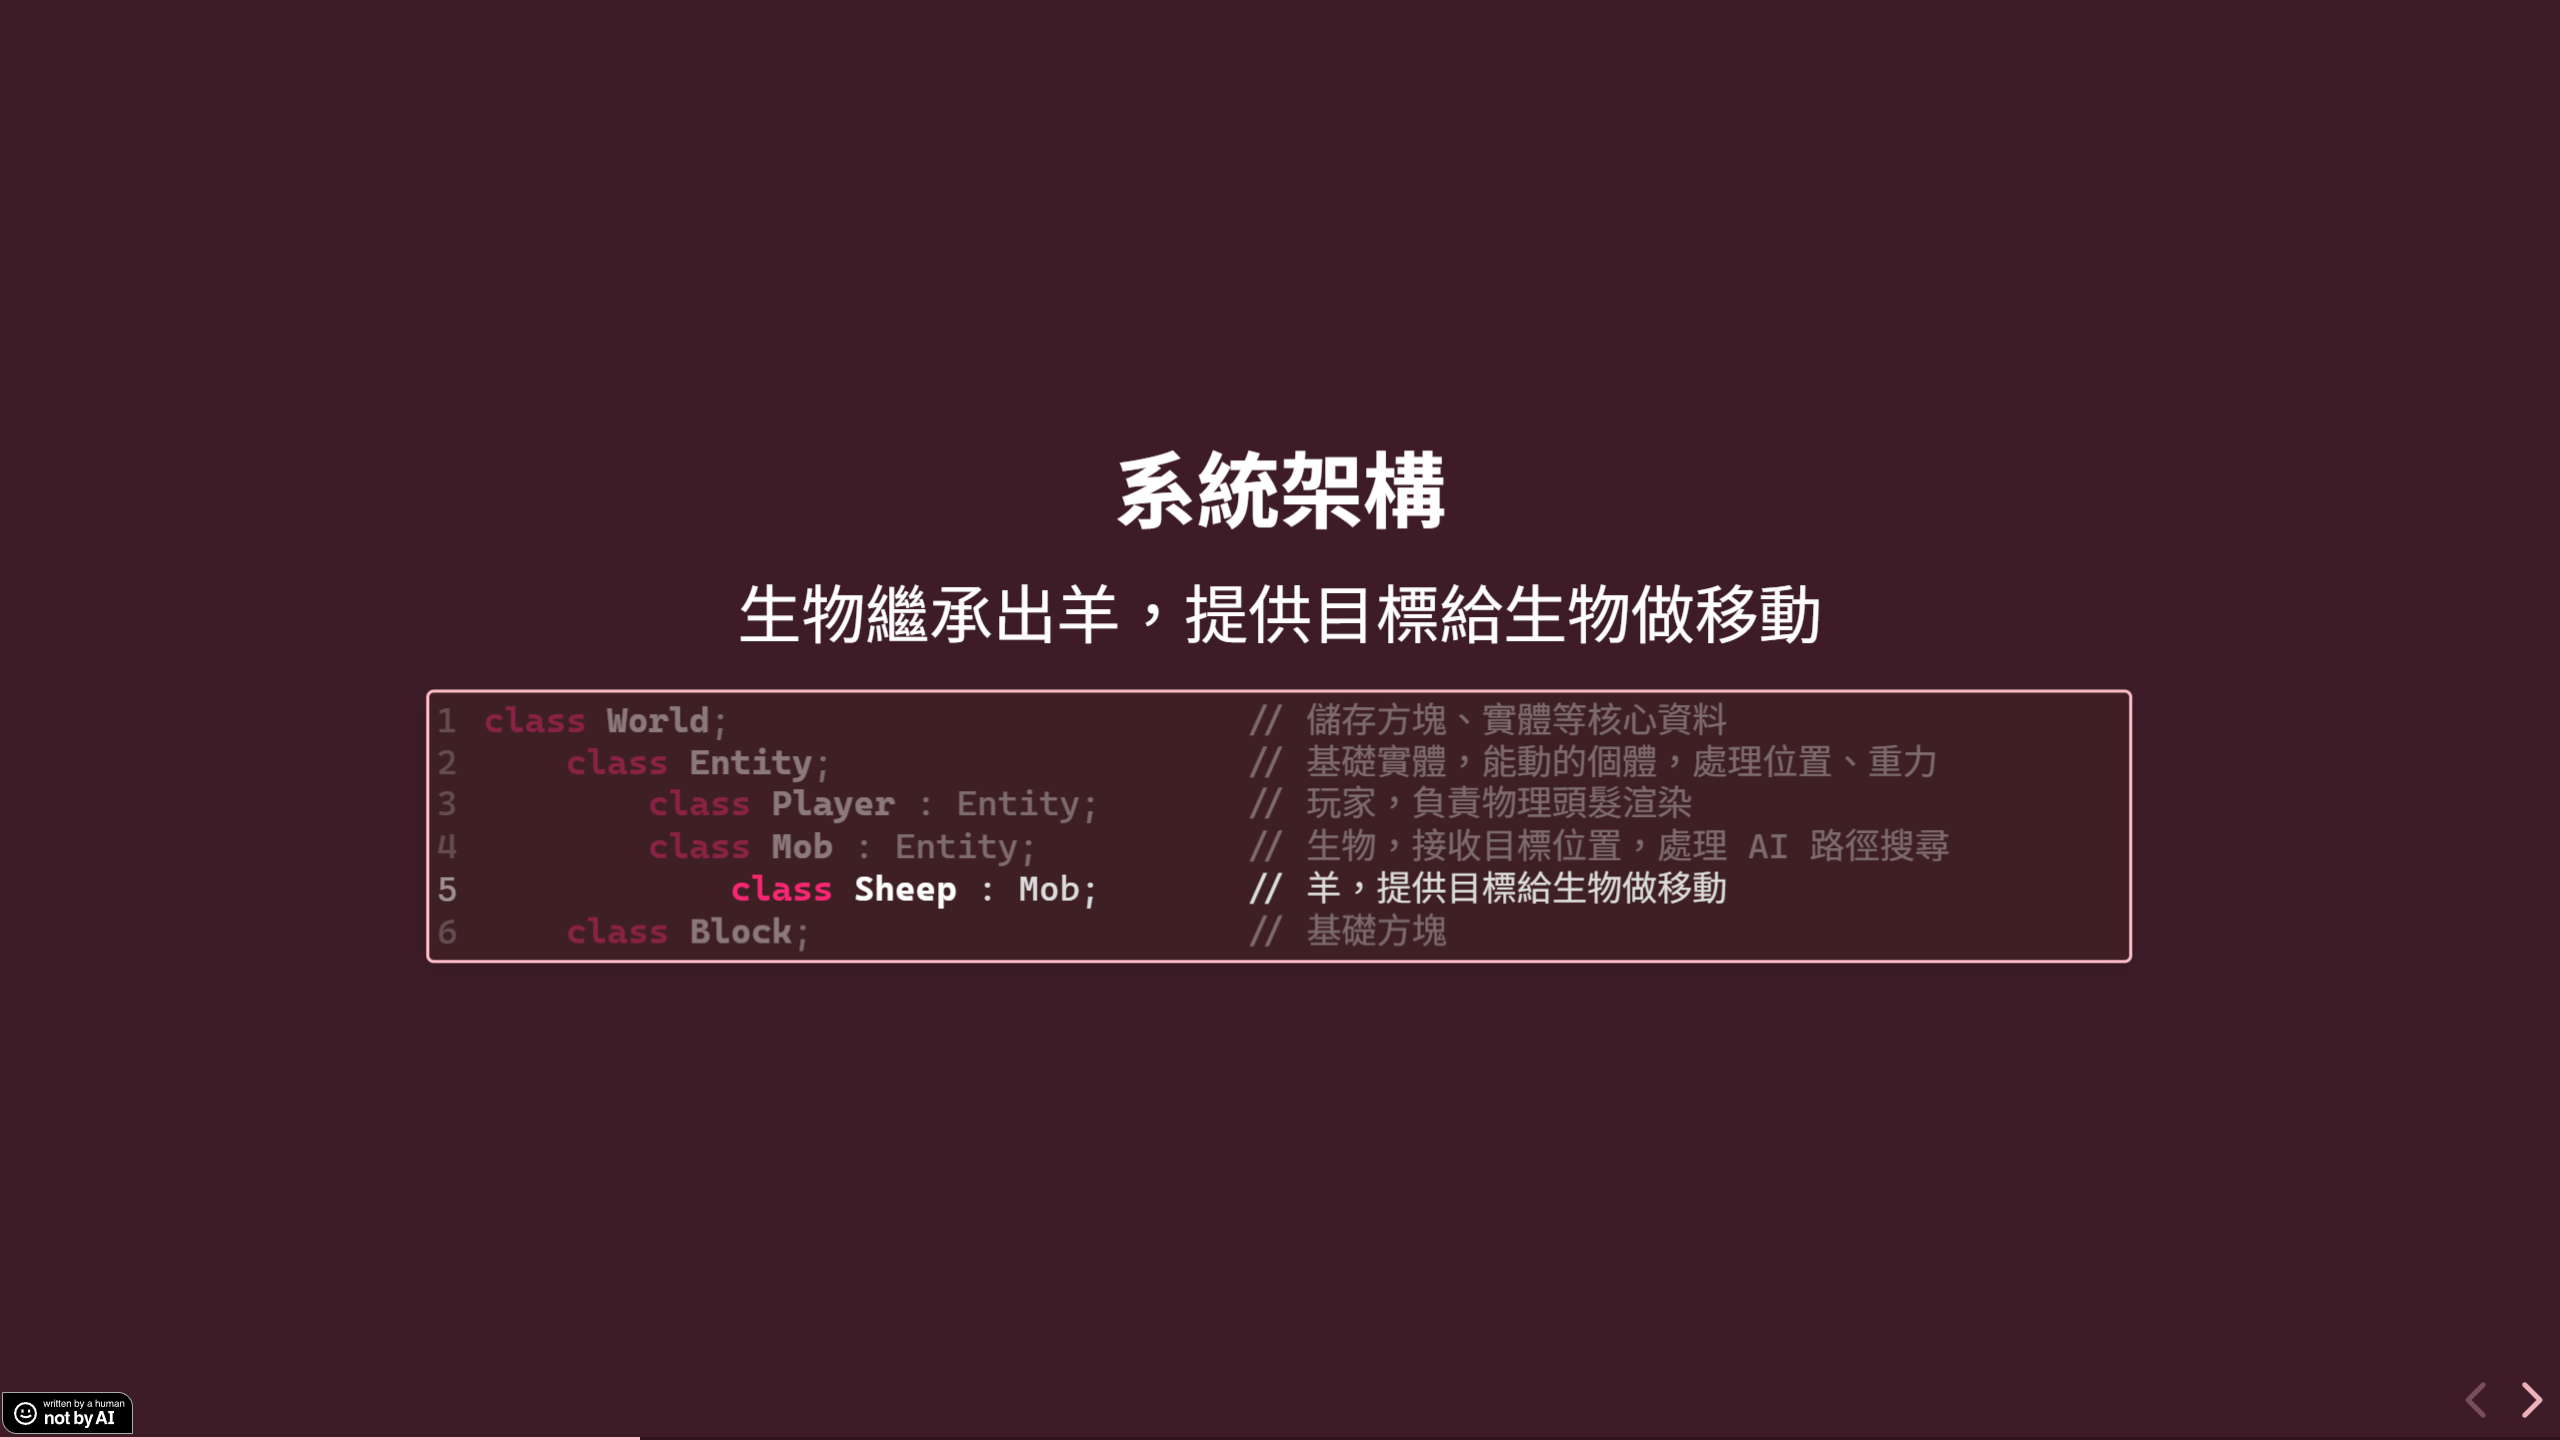 系統架構
生物繼承出羊，提供目標給生物做移動
1 class World; // 儲存方塊、實體等核心資料
2 class Entity; // 基礎實體，能動的個體，處理位置、重力
3 class Player : Entity; // 玩家，負責物理頭髮渲染
4 class Mob : Entity; // 生物，接收目標位置，處理 AI 路徑搜尋
5 class Sheep : Mob; // 羊，提供目標給生物做移動
6 class Block; // 基礎方塊
written by a human
not by AI